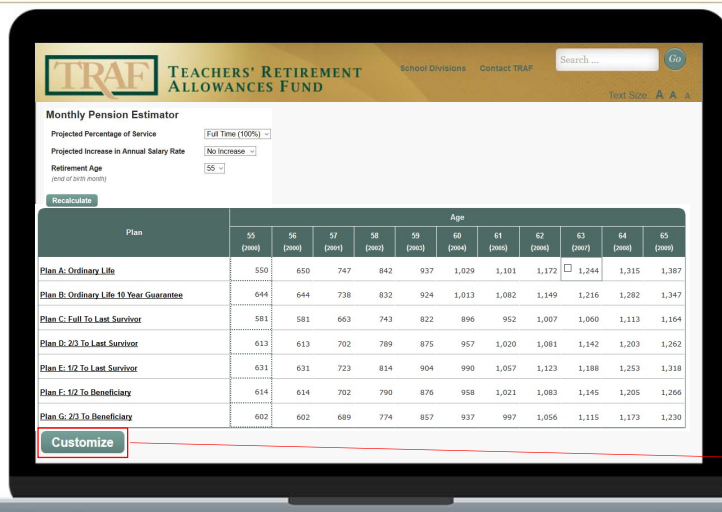 TRAF
TEACHERS' RETIREMENT
ALLOWANCES FUND
School Divisions Contact TRAF
Search ... Go
Text Size A A A
Monthly Pension Estimator
Projected Percentage of Service Full Time (100%)
Projected Increase in Annual Salary Rate No Increase
Retirement Age 55
(end of birth month)
Recalculate
Plan Age
55 56 57 58 59 60 61 62 63 64 65
(2000) (2000) (2001) (2002) (2003) (2004) (2005) (2006) (2007) (2008) (2009)
Plan A: Ordinary Life 550 650 747 842 937 1,029 1,101 1,172 1,244 1,315 1,387
Plan B: Ordinary Life 10 Year Guarantee 644 644 738 832 924 1,013 1,082 1,149 1,216 1,282 1,347
Plan C: Full To Last Survivor 581 581 663 743 822 896 952 1,007 1,060 1,113 1,164
Plan D: 2/3 To Last Survivor 613 613 702 789 875 957 1,020 1,081 1,142 1,203 1,262
Plan E: 1/2 To Last Survivor 631 631 723 814 904 990 1,057 1,123 1,188 1,253 1,318
Plan F: 1/2 To Beneficiary 614 614 702 790 876 958 1,021 1,083 1,145 1,205 1,266
Plan G: 2/3 To Beneficiary 602 602 689 774 857 937 997 1,056 1,115 1,173 1,230
Customize